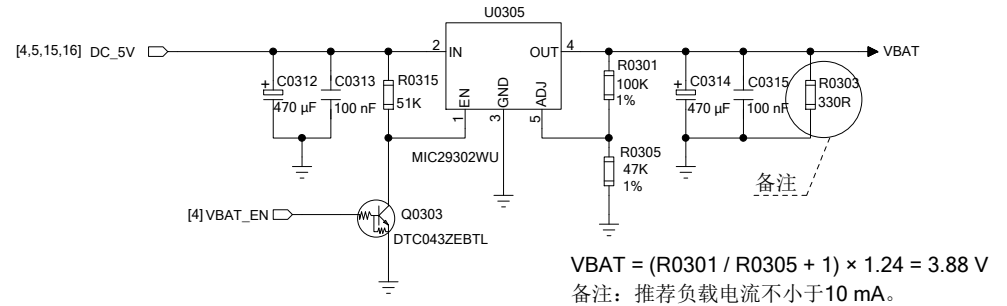 U0305
[4,5,15,16] DC_5V
2 IN
OUT 4
VBAT
+ C0312
470 µF
C0313
100 nF
R0315
51K
1 EN
3 GND
5 ADJ
MIC29302WU
R0301
100K
1%
R0305
47K
1%
+ C0314
470 µF
C0315
100 nF
R0303
330R
备注
[4] VBAT_EN
Q0303
DTC043ZEBTL
VBAT = (R0301 / R0305 + 1) × 1.24 = 3.88 V
备注：推荐负载电流不小于10 mA。